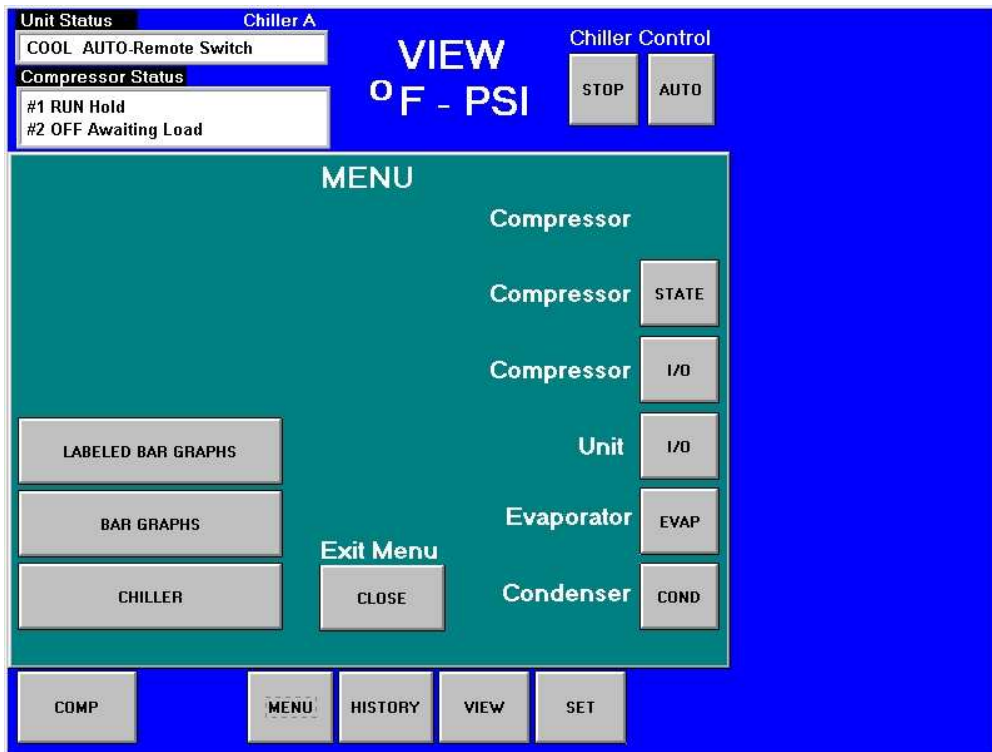 Unit Status Chiller A
COOL AUTO-Remote Switch
Compressor Status
#1 RUN Hold
#2 OFF Awaiting Load
VIEW
ºF - PSI
Chiller Control
STOP AUTO
MENU
Compressor
Compressor STATE
Compressor I/O
Unit I/O
Evaporator EVAP
Condenser COND
LABELED BAR GRAPHS
BAR GRAPHS
CHILLER
Exit Menu
CLOSE
COMP MENU HISTORY VIEW SET